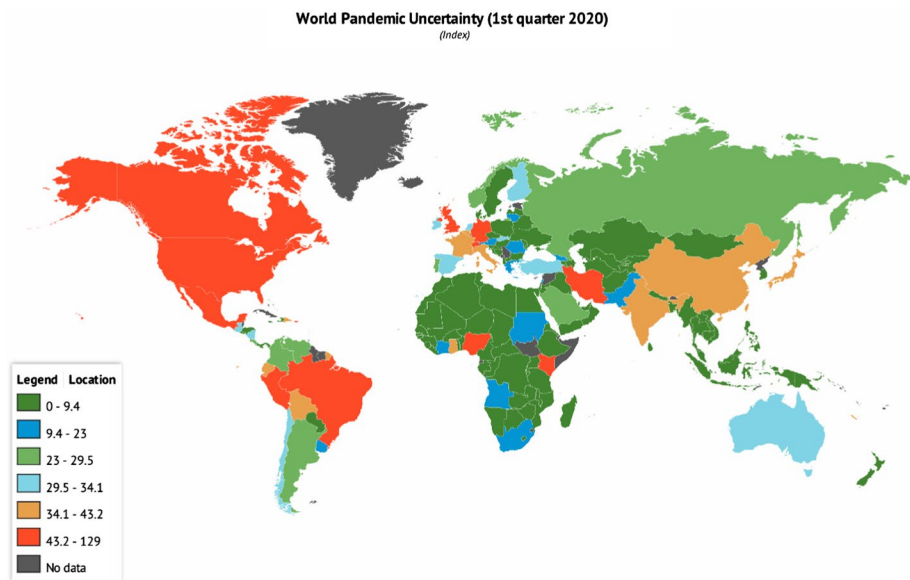 World Pandemic Uncertainty (1st quarter 2020)
(Index)
Legend Location
0 - 9.4
9.4 - 23
23 - 29.5
29.5 - 34.1
34.1 - 43.2
43.2 - 129
No data